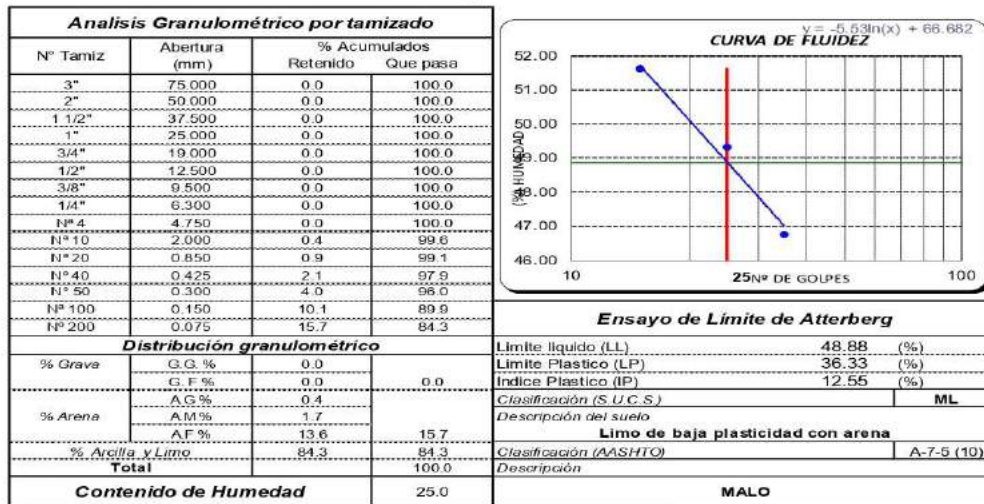 Analisis Granulométrico por tamizado
Nº Tamiz Abertura (mm) % Acumulados
Retenido Que pasa
3" 75.000 0.0 100.0
2" 50.000 0.0 100.0
1 1/2" 37.500 0.0 100.0
1" 25.000 0.0 100.0
3/4" 19.000 0.0 100.0
1/2" 12.500 0.0 100.0
3/8" 9.500 0.0 100.0
1/4" 6.300 0.0 100.0
Nª 4 4.750 0.0 100.0
Nª 10 2.000 0.4 99.6
Nª 20 0.850 0.9 99.1
Nª 40 0.425 2.1 97.9
Nª 50 0.300 4.0 96.0
Nª 100 0.150 10.1 89.9
Nº 200 0.075 15.7 84.3
Distribución granulométrico
% Grava G.G. % 0.0
G.F % 0.0 0.0
% Arena A.G % 0.4
A.M % 1.7
A.F % 13.6 15.7
% Arcilla y Limo 84.3 84.3
Total 100.0
Contenido de Humedad 25.0
y = -5.53ln(x) + 66.682
CURVA DE FLUIDEZ
(%) HUMEDAD
52.00
51.00
50.00
49.00
48.00
47.00
46.00
10 100
25Nº DE GOLPES
Ensayo de Límite de Atterberg
Limite liquido (LL) 48.88 (%)
Limite Plastico (LP) 36.33 (%)
Indice Plastico (IP) 12.55 (%)
Clasificación (S.U.C.S.) ML
Descripción del suelo
Limo de baja plasticidad con arena
Clasificación (AASHTO) A-7-5 (10)
Descripción
MALO